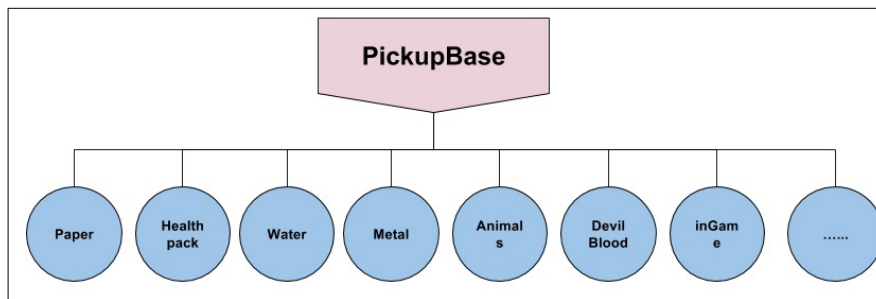 PickupBase
Paper
Health
pack
Water
Metal
Animal
s
Devil
Blood
inGam
e
…...